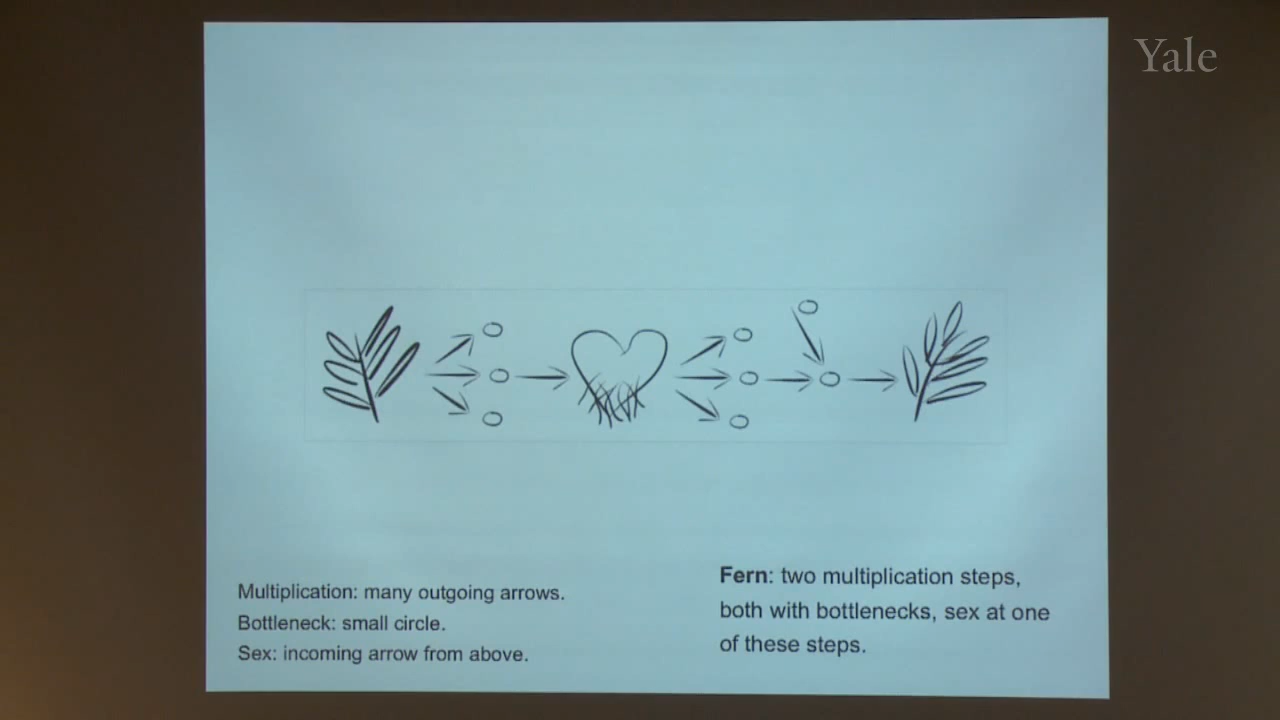 Yale
Multiplication: many outgoing arrows.
Bottleneck: small circle.
Sex: incoming arrow from above.
Fern: two multiplication steps,
both with bottlenecks, sex at one
of these steps.